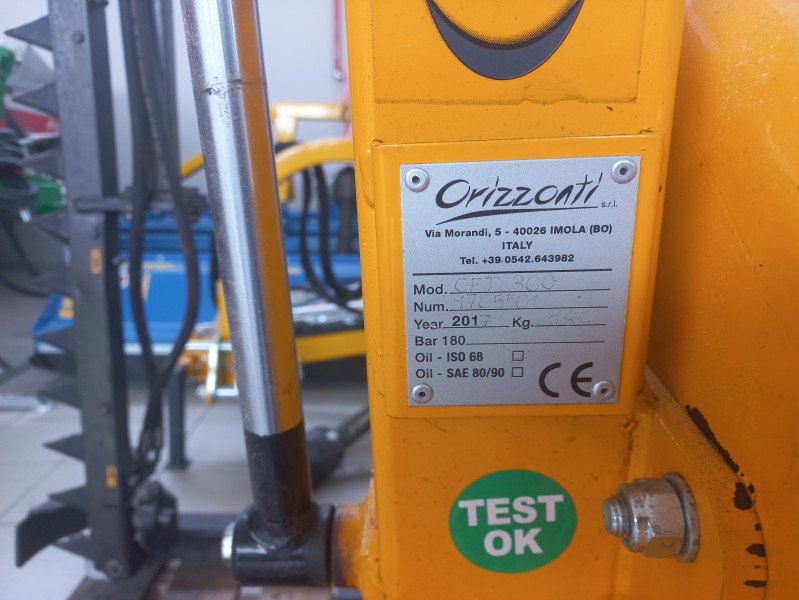 Orizzonti
s.r.l.
Via Morandi, 5 - 40026 IMOLA (BO)
ITALY
Tel. +39.0542.643982
Mod. 300
Num.
Year 2017 Kg.
Bar 180
Oil - ISO 68
Oil - SAE 80/90
CE
TEST
OK